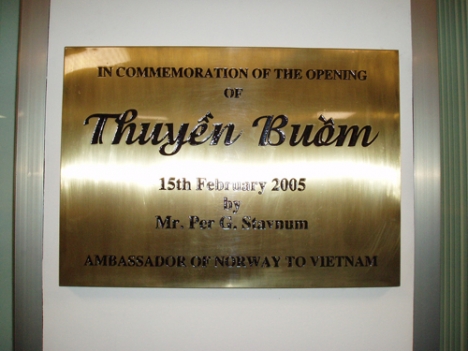 IN COMMEMORATION OF THE OPENING
OF
Thuyền Buồm
15th February 2005
by
Mr. Per G. Stavnum
AMBASSADOR OF NORWAY TO VIETNAM